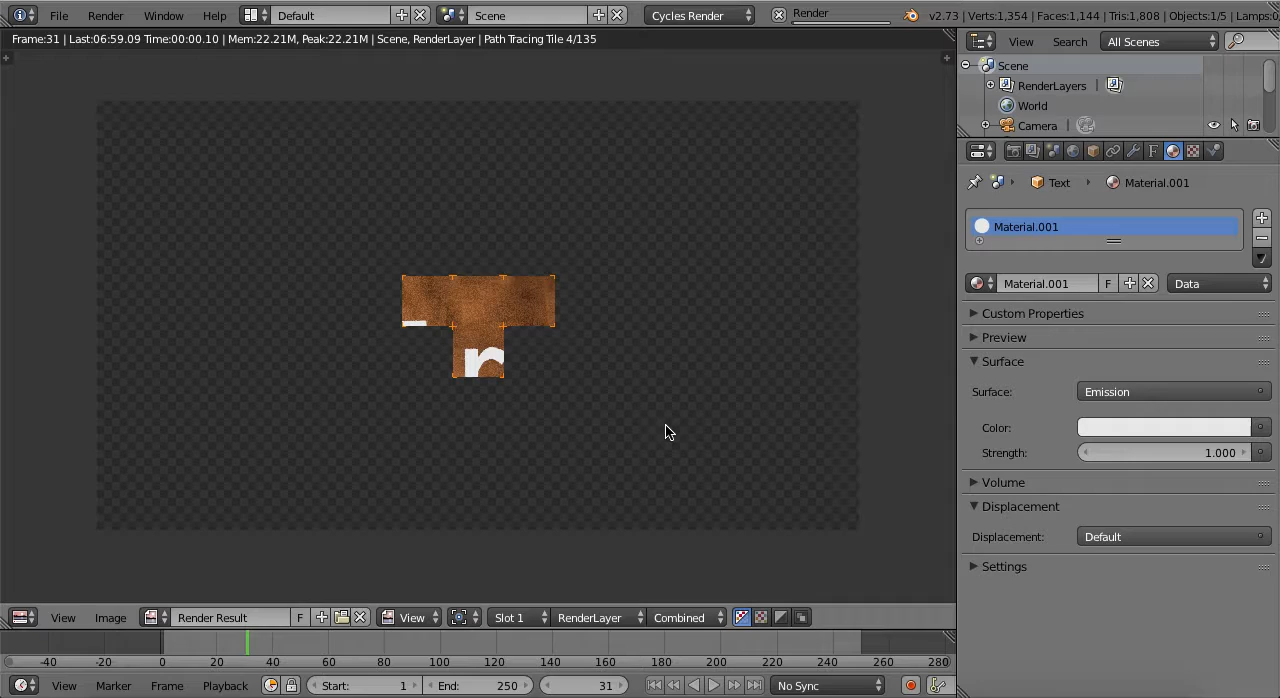 File Render Window Help Default Scene Cycles Render Render v2.73 | Verts:1,354 | Faces:1,144 | Tris:1,808 | Objects:1/5 | Lamps:0
Frame:31 | Last:06:59.09 Time:00:00.10 | Mem:22.21M, Peak:22.21M | Scene, RenderLayer | Path Tracing Tile 4/135
View Search All Scenes
Scene
RenderLayers
World
Camera
Text Material.001
Material.001
Material.001 F Data
Custom Properties
Preview
Surface
Surface: Emission
Color:
Strength: 1.000
Volume
Displacement
Displacement: Default
Settings
r
View Image Render Result F View Slot 1 RenderLayer Combined
-40 -20 0 20 40 60 80 100 120 140 160 180 200 220 240 260 280
View Marker Frame Playback Start: 1 End: 250 31 No Sync